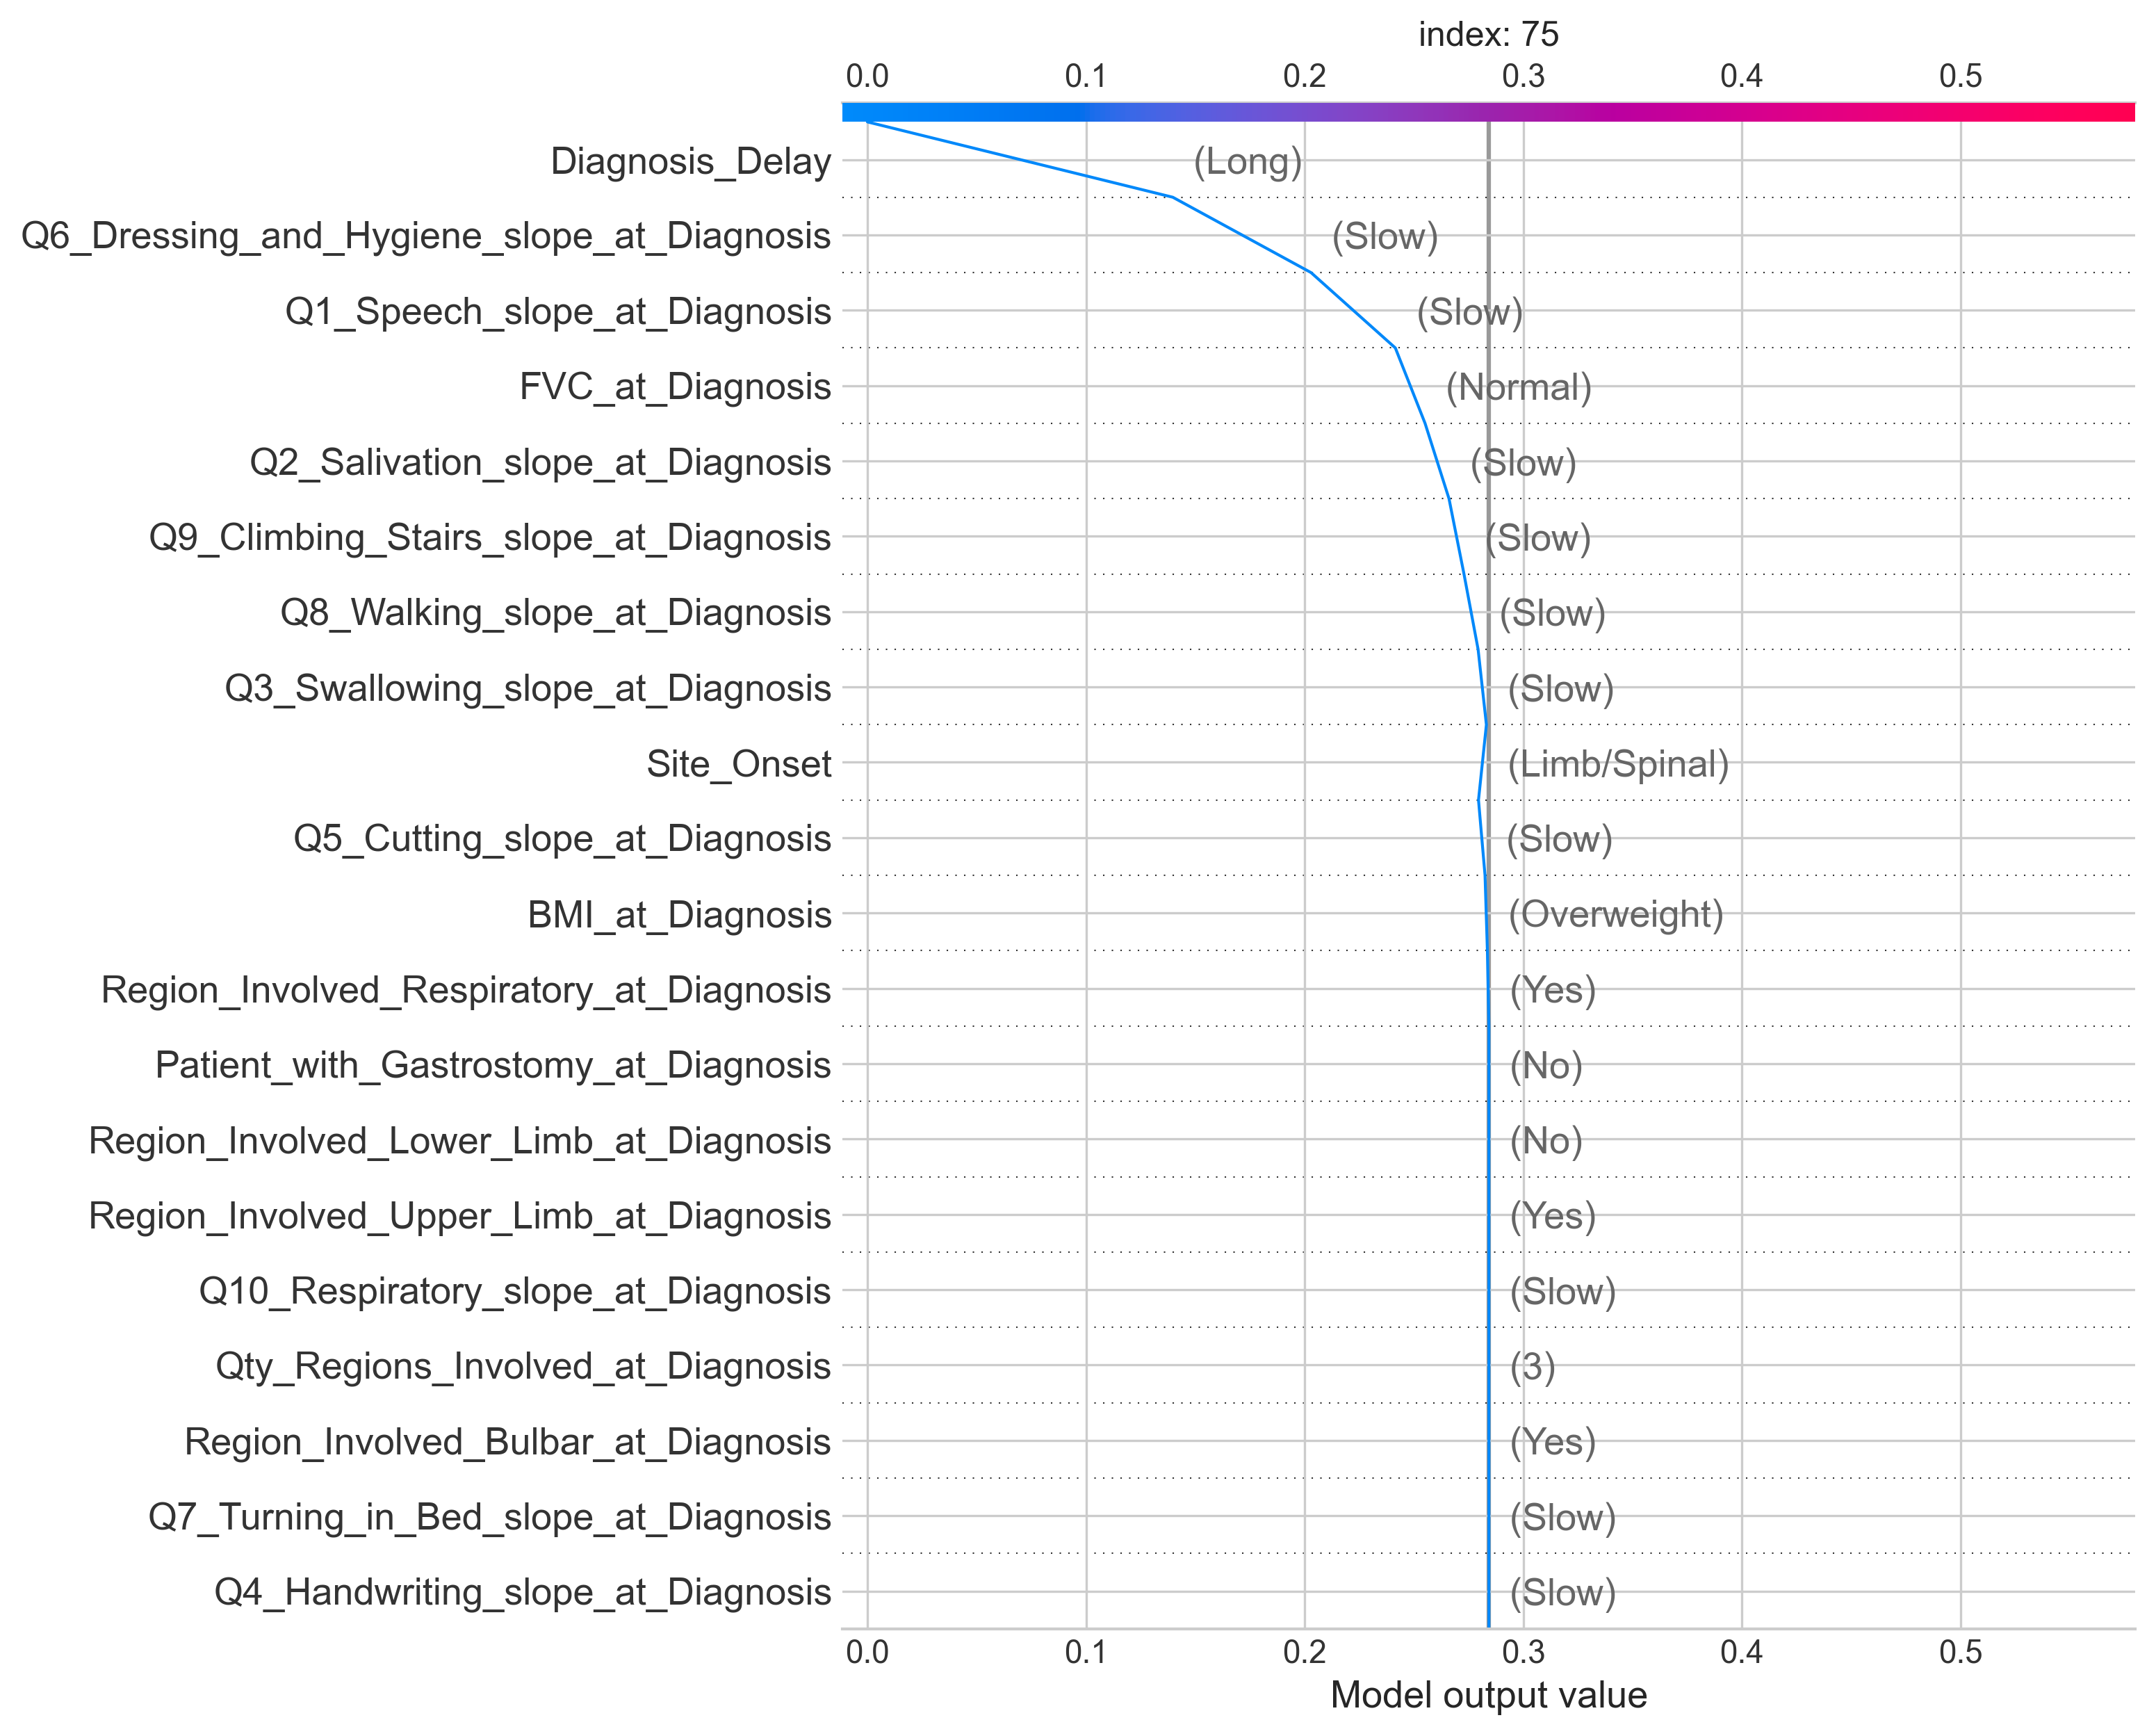 index: 75
0.0 0.1 0.2 0.3 0.4 0.5
Diagnosis_Delay (Long)
Q6_Dressing_and_Hygiene_slope_at_Diagnosis (Slow)
Q1_Speech_slope_at_Diagnosis (Slow)
FVC_at_Diagnosis (Normal)
Q2_Salivation_slope_at_Diagnosis (Slow)
Q9_Climbing_Stairs_slope_at_Diagnosis (Slow)
Q8_Walking_slope_at_Diagnosis (Slow)
Q3_Swallowing_slope_at_Diagnosis (Slow)
Site_Onset (Limb/Spinal)
Q5_Cutting_slope_at_Diagnosis (Slow)
BMI_at_Diagnosis (Overweight)
Region_Involved_Respiratory_at_Diagnosis (Yes)
Patient_with_Gastrostomy_at_Diagnosis (No)
Region_Involved_Lower_Limb_at_Diagnosis (No)
Region_Involved_Upper_Limb_at_Diagnosis (Yes)
Q10_Respiratory_slope_at_Diagnosis (Slow)
Qty_Regions_Involved_at_Diagnosis (3)
Region_Involved_Bulbar_at_Diagnosis (Yes)
Q7_Turning_in_Bed_slope_at_Diagnosis (Slow)
Q4_Handwriting_slope_at_Diagnosis (Slow)
0.0 0.1 0.2 0.3 0.4 0.5
Model output value